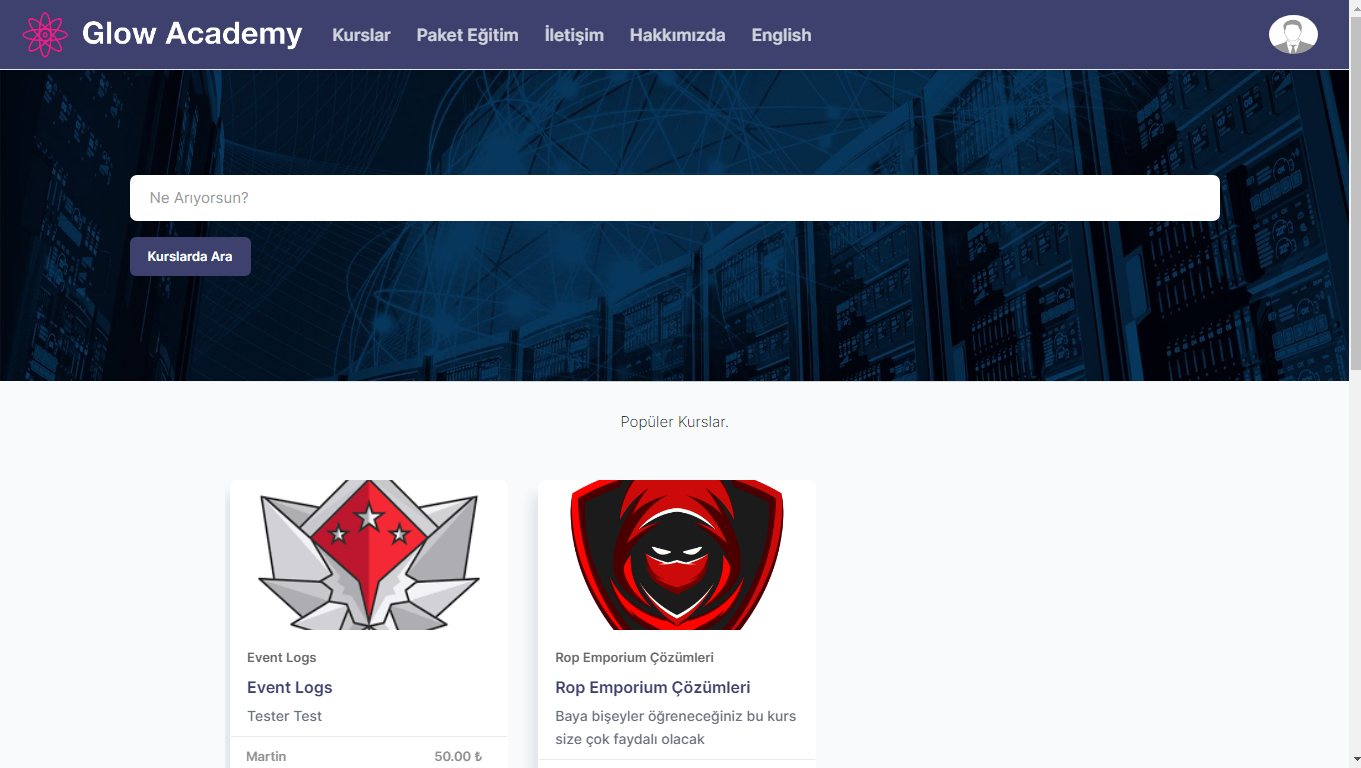 Glow Academy
Kurslar
Paket Eğitim
İletişim
Hakkımızda
English
Ne Arıyorsun?
Kurslarda Ara
Popüler Kurslar.
Event Logs
Event Logs
Tester Test
Martin
50.00 ₺
Rop Emporium Çözümleri
Rop Emporium Çözümleri
Baya bişeyler öğreneceğiniz bu kurs
size çok faydalı olacak